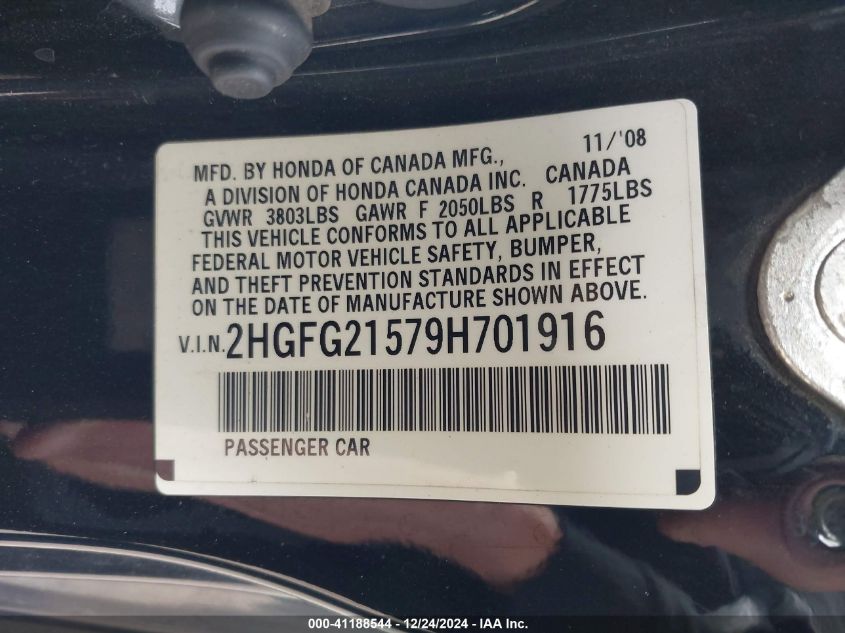 11/'08
MFD. BY HONDA OF CANADA MFG.,
A DIVISION OF HONDA CANADA INC. CANADA
GVWR 3803LBS GAWR F 2050LBS R 1775LBS
THIS VEHICLE CONFORMS TO ALL APPLICABLE
FEDERAL MOTOR VEHICLE SAFETY, BUMPER,
AND THEFT PREVENTION STANDARDS IN EFFECT
ON THE DATE OF MANUFACTURE SHOWN ABOVE.
V.I.N. 2HGFG21579H701916
PASSENGER CAR
000-41188544 - 12/24/2024 - IAA Inc.